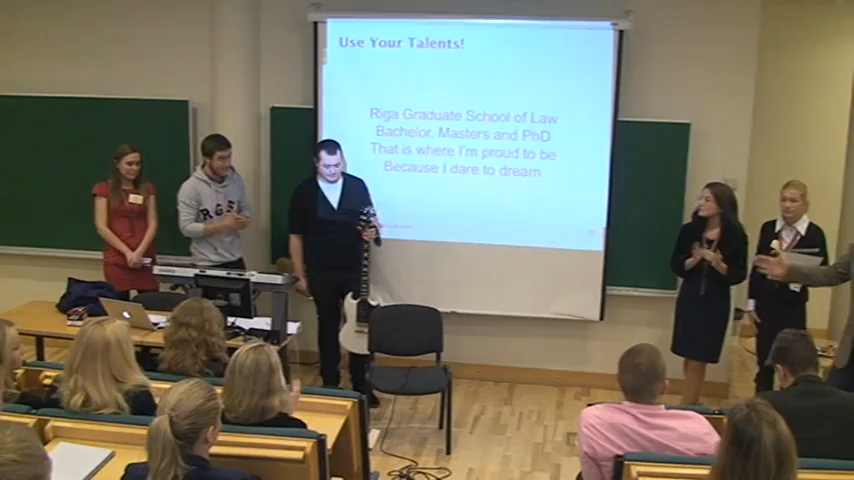 Use Your Talents!
Riga Graduate School of Law
Bachelor, Masters and PhD
That is where I'm proud to be
Because I dare to dream
RGSL